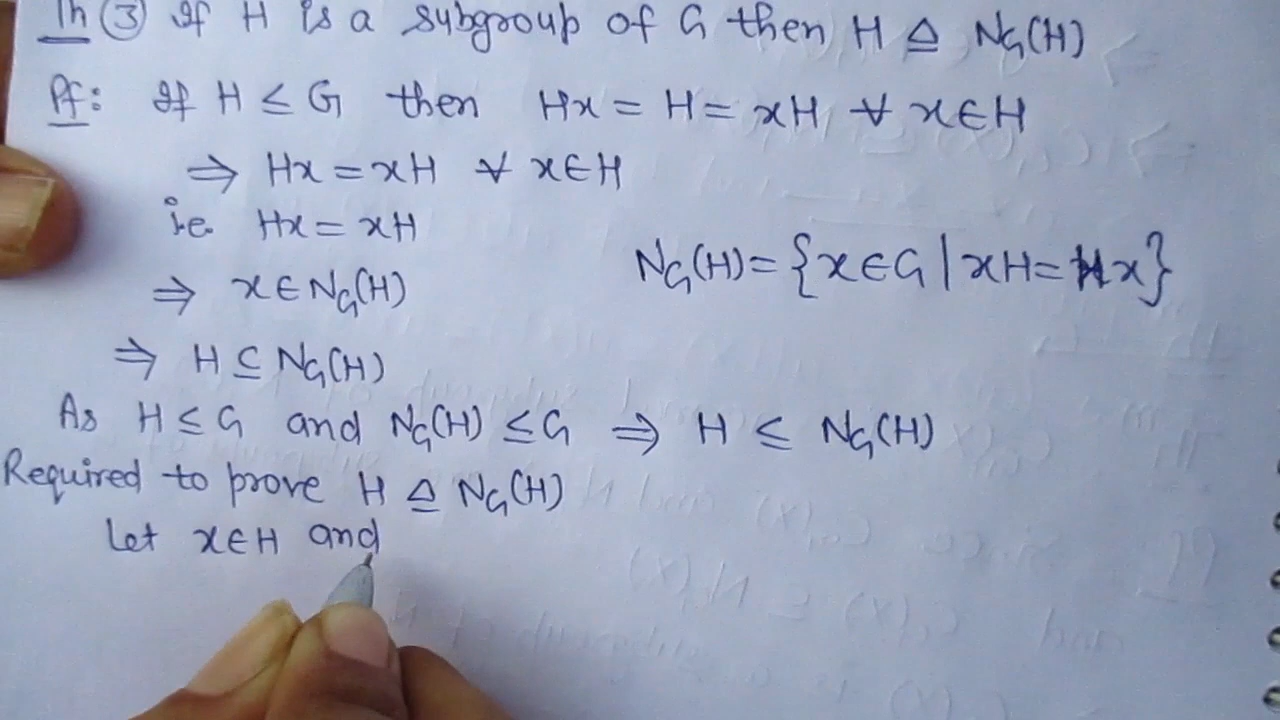 Th ③ If H is a subgroup of G then H ⊴ N_G(H)
Pf: If H ≤ G then Hx = H = xH, ∀ x∈H
⇒ Hx = xH ∀ x∈H
i.e. Hx = xH
N_G(H) = {x∈G | xH = Hx}
⇒ x∈N_G(H)
⇒ H ⊆ N_G(H)
As H ≤ G and N_G(H) ≤ G ⇒ H ≤ N_G(H)
Required to prove H ⊴ N_G(H)
Let x∈H and